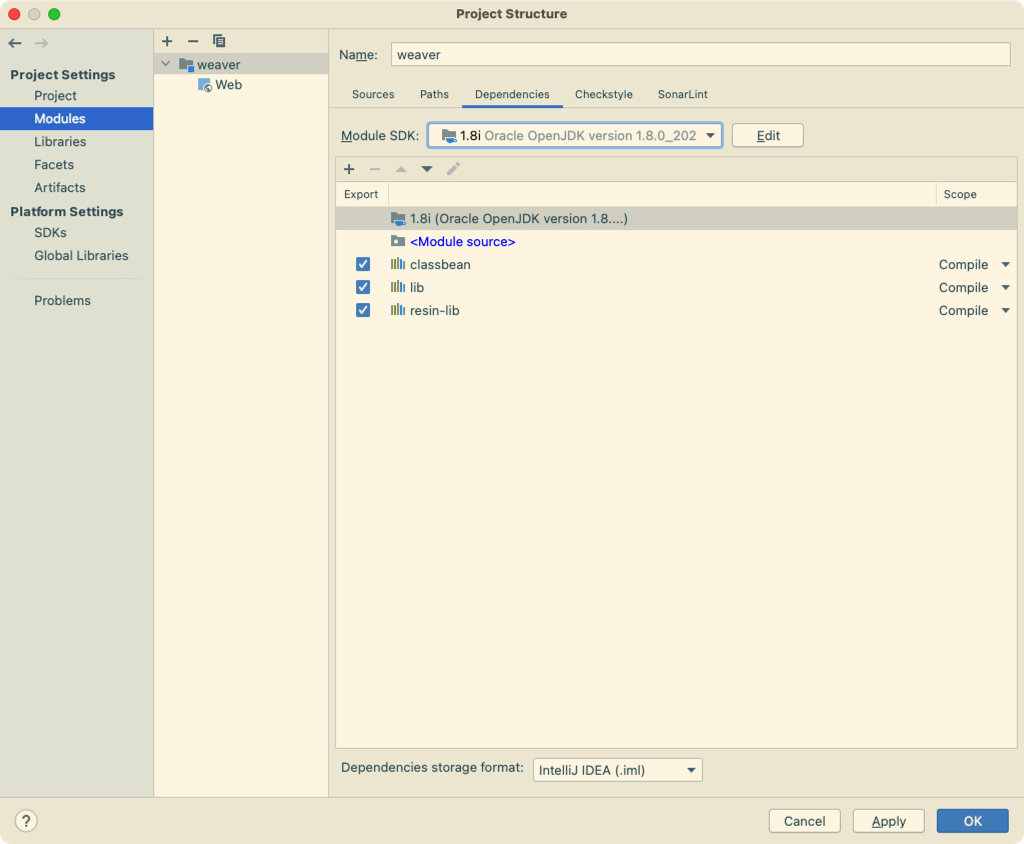 Project Structure
Project Settings
Project
Modules
Libraries
Facets
Artifacts
Platform Settings
SDKs
Global Libraries
Problems
weaver
Web
Name: weaver
Sources Paths Dependencies Checkstyle SonarLint
Module SDK: 1.8i Oracle OpenJDK version 1.8.0_202 Edit
Export Scope
1.8i (Oracle OpenJDK version 1.8....)
<Module source>
classbean Compile
lib Compile
resin-lib Compile
Dependencies storage format: IntelliJ IDEA (.iml)
? Cancel Apply OK